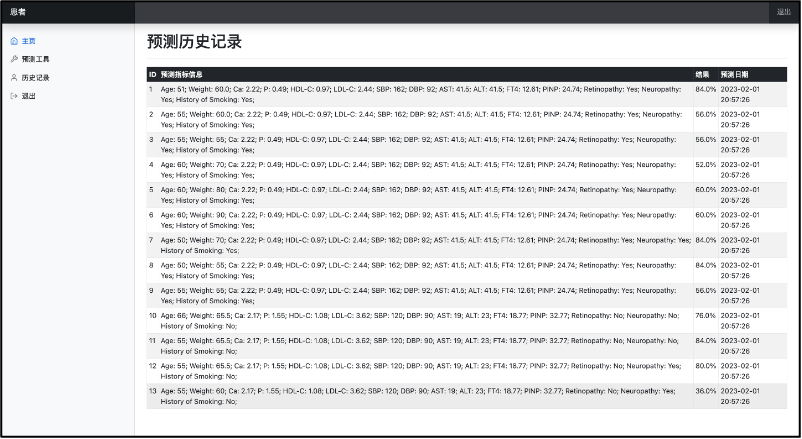 患者
退出
主页
预测工具
历史记录
退出
预测历史记录
ID 预测指标信息 结果 预测日期
1 Age: 51; Weight: 60.0; Ca: 2.22; P: 0.49; HDL-C: 0.97; LDL-C: 2.44; SBP: 162; DBP: 92; AST: 41.5; ALT: 41.5; FT4: 12.61; PINP: 24.74; Retinopathy: Yes; Neuropathy: 84.0% 2023-02-01
Yes; History of Smoking: Yes; 20:57:26
2 Age: 55; Weight: 60.0; Ca: 2.22; P: 0.49; HDL-C: 0.97; LDL-C: 2.44; SBP: 162; DBP: 92; AST: 41.5; ALT: 41.5; FT4: 12.61; PINP: 24.74; Retinopathy: Yes; Neuropathy: 56.0% 2023-02-01
Yes; History of Smoking: Yes; 20:57:26
3 Age: 55; Weight: 55; Ca: 2.22; P: 0.49; HDL-C: 0.97; LDL-C: 2.44; SBP: 162; DBP: 92; AST: 41.5; ALT: 41.5; FT4: 12.61; PINP: 24.74; Retinopathy: Yes; Neuropathy: 56.0% 2023-02-01
Yes; History of Smoking: Yes; 20:57:26
4 Age: 60; Weight: 70; Ca: 2.22; P: 0.49; HDL-C: 0.97; LDL-C: 2.44; SBP: 162; DBP: 92; AST: 41.5; ALT: 41.5; FT4: 12.61; PINP: 24.74; Retinopathy: Yes; Neuropathy: 52.0% 2023-02-01
Yes; History of Smoking: Yes; 20:57:26
5 Age: 60; Weight: 80; Ca: 2.22; P: 0.49; HDL-C: 0.97; LDL-C: 2.44; SBP: 162; DBP: 92; AST: 41.5; ALT: 41.5; FT4: 12.61; PINP: 24.74; Retinopathy: Yes; Neuropathy: 60.0% 2023-02-01
Yes; History of Smoking: Yes; 20:57:26
6 Age: 60; Weight: 90; Ca: 2.22; P: 0.49; HDL-C: 0.97; LDL-C: 2.44; SBP: 162; DBP: 92; AST: 41.5; ALT: 41.5; FT4: 12.61; PINP: 24.74; Retinopathy: Yes; Neuropathy: 60.0% 2023-02-01
Yes; History of Smoking: Yes; 20:57:26
7 Age: 50; Weight: 70; Ca: 2.22; P: 0.49; HDL-C: 0.97; LDL-C: 2.44; SBP: 162; DBP: 92; AST: 41.5; ALT: 41.5; FT4: 12.61; PINP: 24.74; Retinopathy: Yes; Neuropathy: Yes; 84.0% 2023-02-01
History of Smoking: Yes; 20:57:26
8 Age: 50; Weight: 55; Ca: 2.22; P: 0.49; HDL-C: 0.97; LDL-C: 2.44; SBP: 162; DBP: 92; AST: 41.5; ALT: 41.5; FT4: 12.61; PINP: 24.74; Retinopathy: Yes; Neuropathy: 84.0% 2023-02-01
Yes; History of Smoking: Yes; 20:57:26
9 Age: 55; Weight: 55; Ca: 2.22; P: 0.49; HDL-C: 0.97; LDL-C: 2.44; SBP: 162; DBP: 92; AST: 41.5; ALT: 41.5; FT4: 12.61; PINP: 24.74; Retinopathy: Yes; Neuropathy: 56.0% 2023-02-01
Yes; History of Smoking: Yes; 20:57:26
10 Age: 66; Weight: 65.5; Ca: 2.17; P: 1.55; HDL-C: 1.08; LDL-C: 3.62; SBP: 120; DBP: 90; AST: 19; ALT: 23; FT4: 18.77; PINP: 32.77; Retinopathy: No; Neuropathy: No; 76.0% 2023-02-01
History of Smoking: No; 20:57:26
11 Age: 55; Weight: 65.5; Ca: 2.17; P: 1.55; HDL-C: 1.08; LDL-C: 3.62; SBP: 120; DBP: 90; AST: 19; ALT: 23; FT4: 18.77; PINP: 32.77; Retinopathy: No; Neuropathy: No; 84.0% 2023-02-01
History of Smoking: No; 20:57:26
12 Age: 55; Weight: 65.5; Ca: 2.17; P: 1.55; HDL-C: 1.08; LDL-C: 3.62; SBP: 120; DBP: 90; AST: 19; ALT: 23; FT4: 18.77; PINP: 32.77; Retinopathy: No; Neuropathy: Yes; 80.0% 2023-02-01
History of Smoking: No; 20:57:26
13 Age: 55; Weight: 60; Ca: 2.17; P: 1.55; HDL-C: 1.08; LDL-C: 3.62; SBP: 120; DBP: 90; AST: 19; ALT: 23; FT4: 18.77; PINP: 32.77; Retinopathy: No; Neuropathy: Yes; 36.0% 2023-02-01
History of Smoking: No; 20:57:26